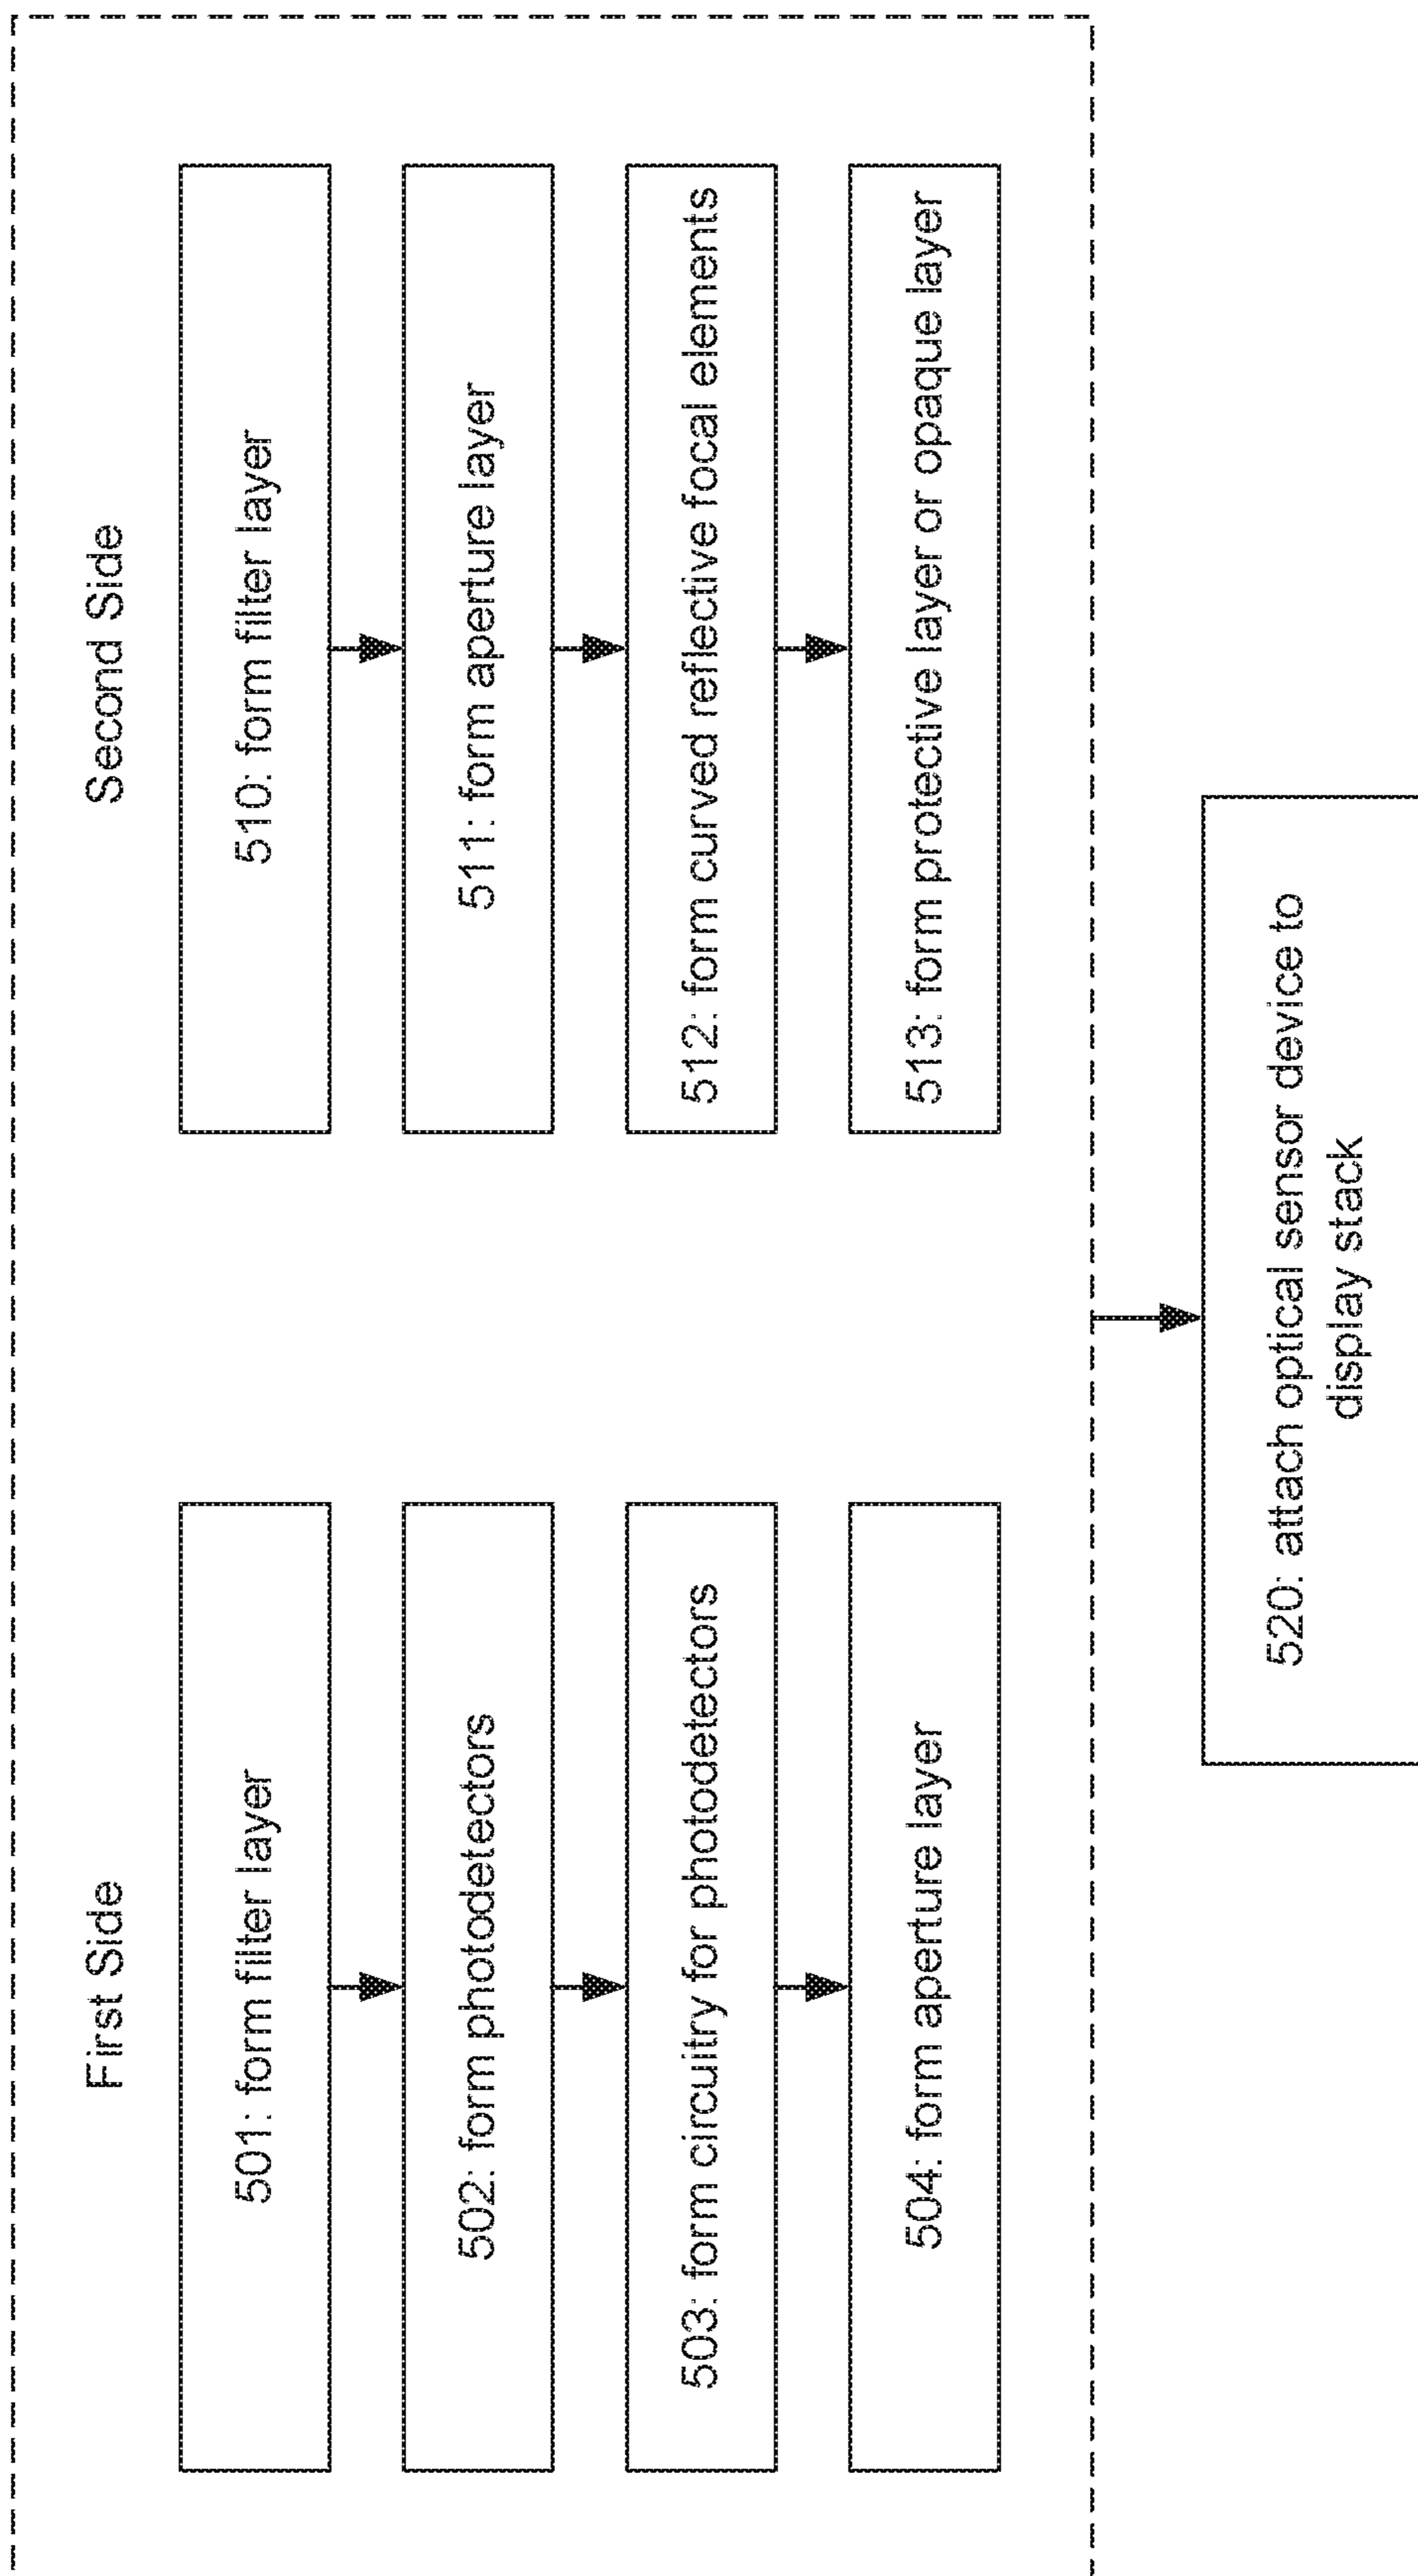 First Side
501: form filter layer
502: form photodetectors
503: form circuitry for photodetectors
504: form aperture layer
Second Side
510: form filter layer
511: form aperture layer
512: form curved reflective focal elements
513: form protective layer or opaque layer
520: attach optical sensor device to
display stack